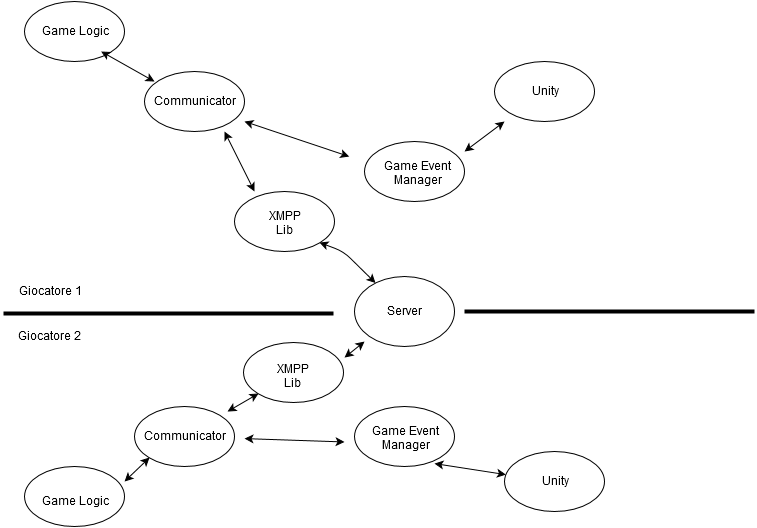 Game Logic
Communicator
Unity
Game Event
Manager
XMPP
Lib
Giocatore 1
Server
Giocatore 2
XMPP
Lib
Communicator
Game Event
Manager
Game Logic
Unity